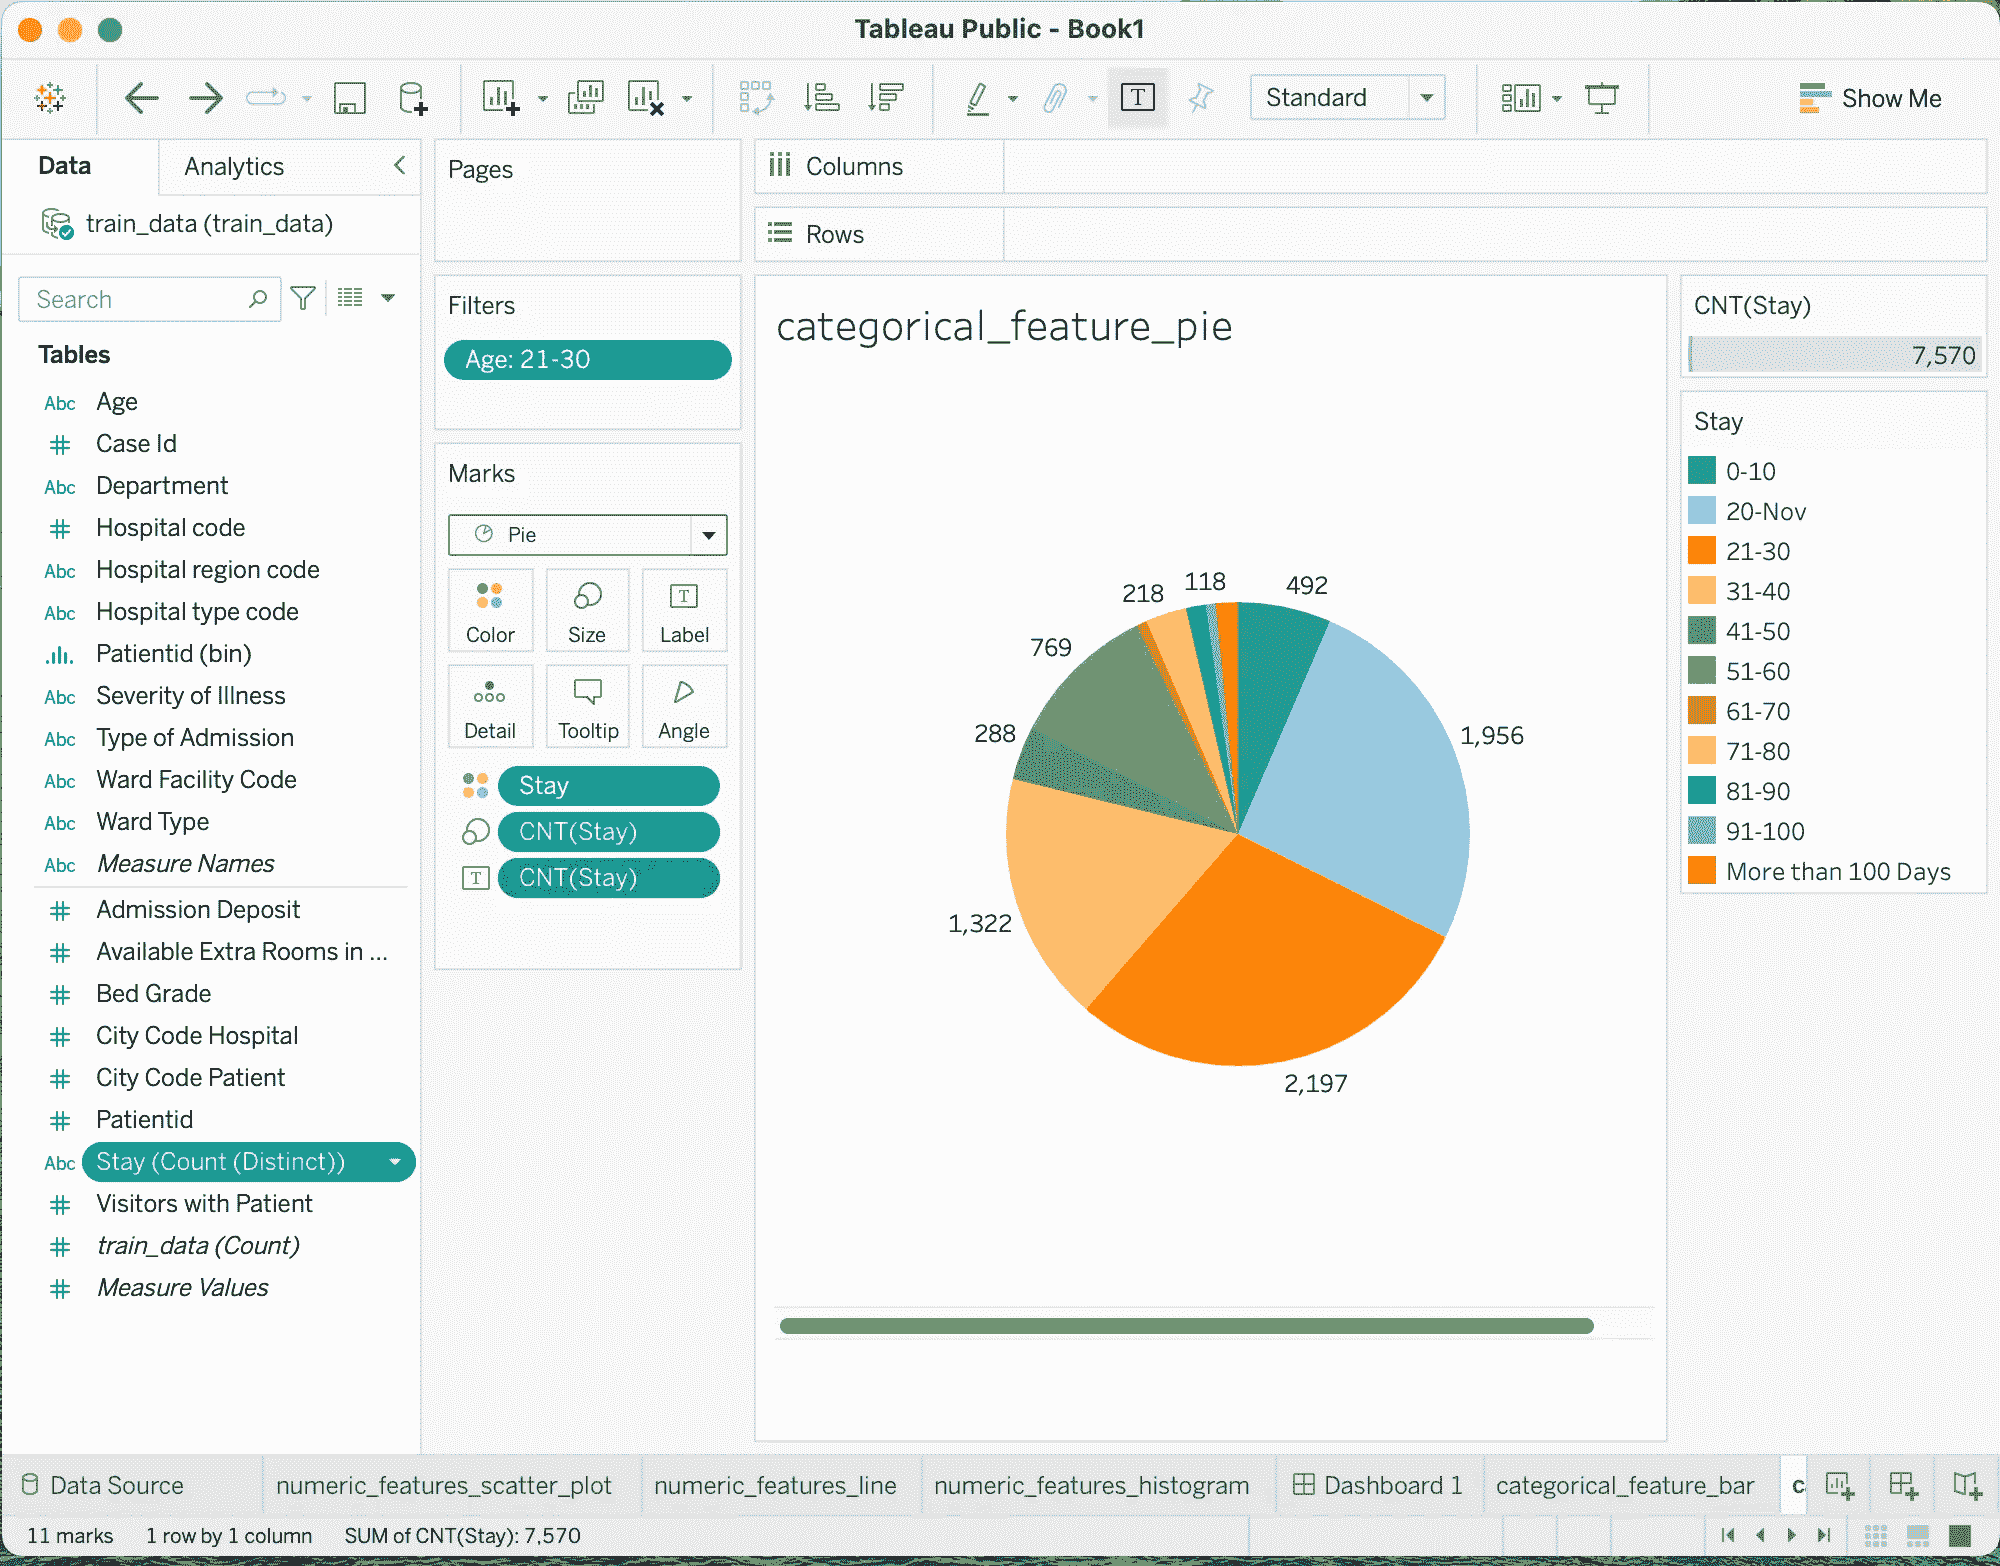 Tableau Public - Book1
Standard
Show Me
Data
Analytics
train_data (train_data)
Search
Tables
Abc Age
# Case Id
Abc Department
# Hospital code
Abc Hospital region code
Abc Hospital type code
Patientid (bin)
Abc Severity of Illness
Abc Type of Admission
Abc Ward Facility Code
Abc Ward Type
Abc Measure Names
# Admission Deposit
# Available Extra Rooms in ...
# Bed Grade
# City Code Hospital
# City Code Patient
# Patientid
Abc Stay (Count (Distinct))
# Visitors with Patient
# train_data (Count)
# Measure Values
Pages
Filters
Age: 21-30
Marks
Pie
Color Size Label
Detail Tooltip Angle
Stay
CNT(Stay)
T CNT(Stay)
Columns
Rows
categorical_feature_pie
218
118
492
769
288
1,956
1,322
2,197
CNT(Stay)
7,570
Stay
0-10
20-Nov
21-30
31-40
41-50
51-60
61-70
71-80
81-90
91-100
More than 100 Days
Data Source
numeric_features_scatter_plot
numeric_features_line
numeric_features_histogram
Dashboard 1
categorical_feature_bar
c
11 marks
1 row by 1 column
SUM of CNT(Stay): 7,570